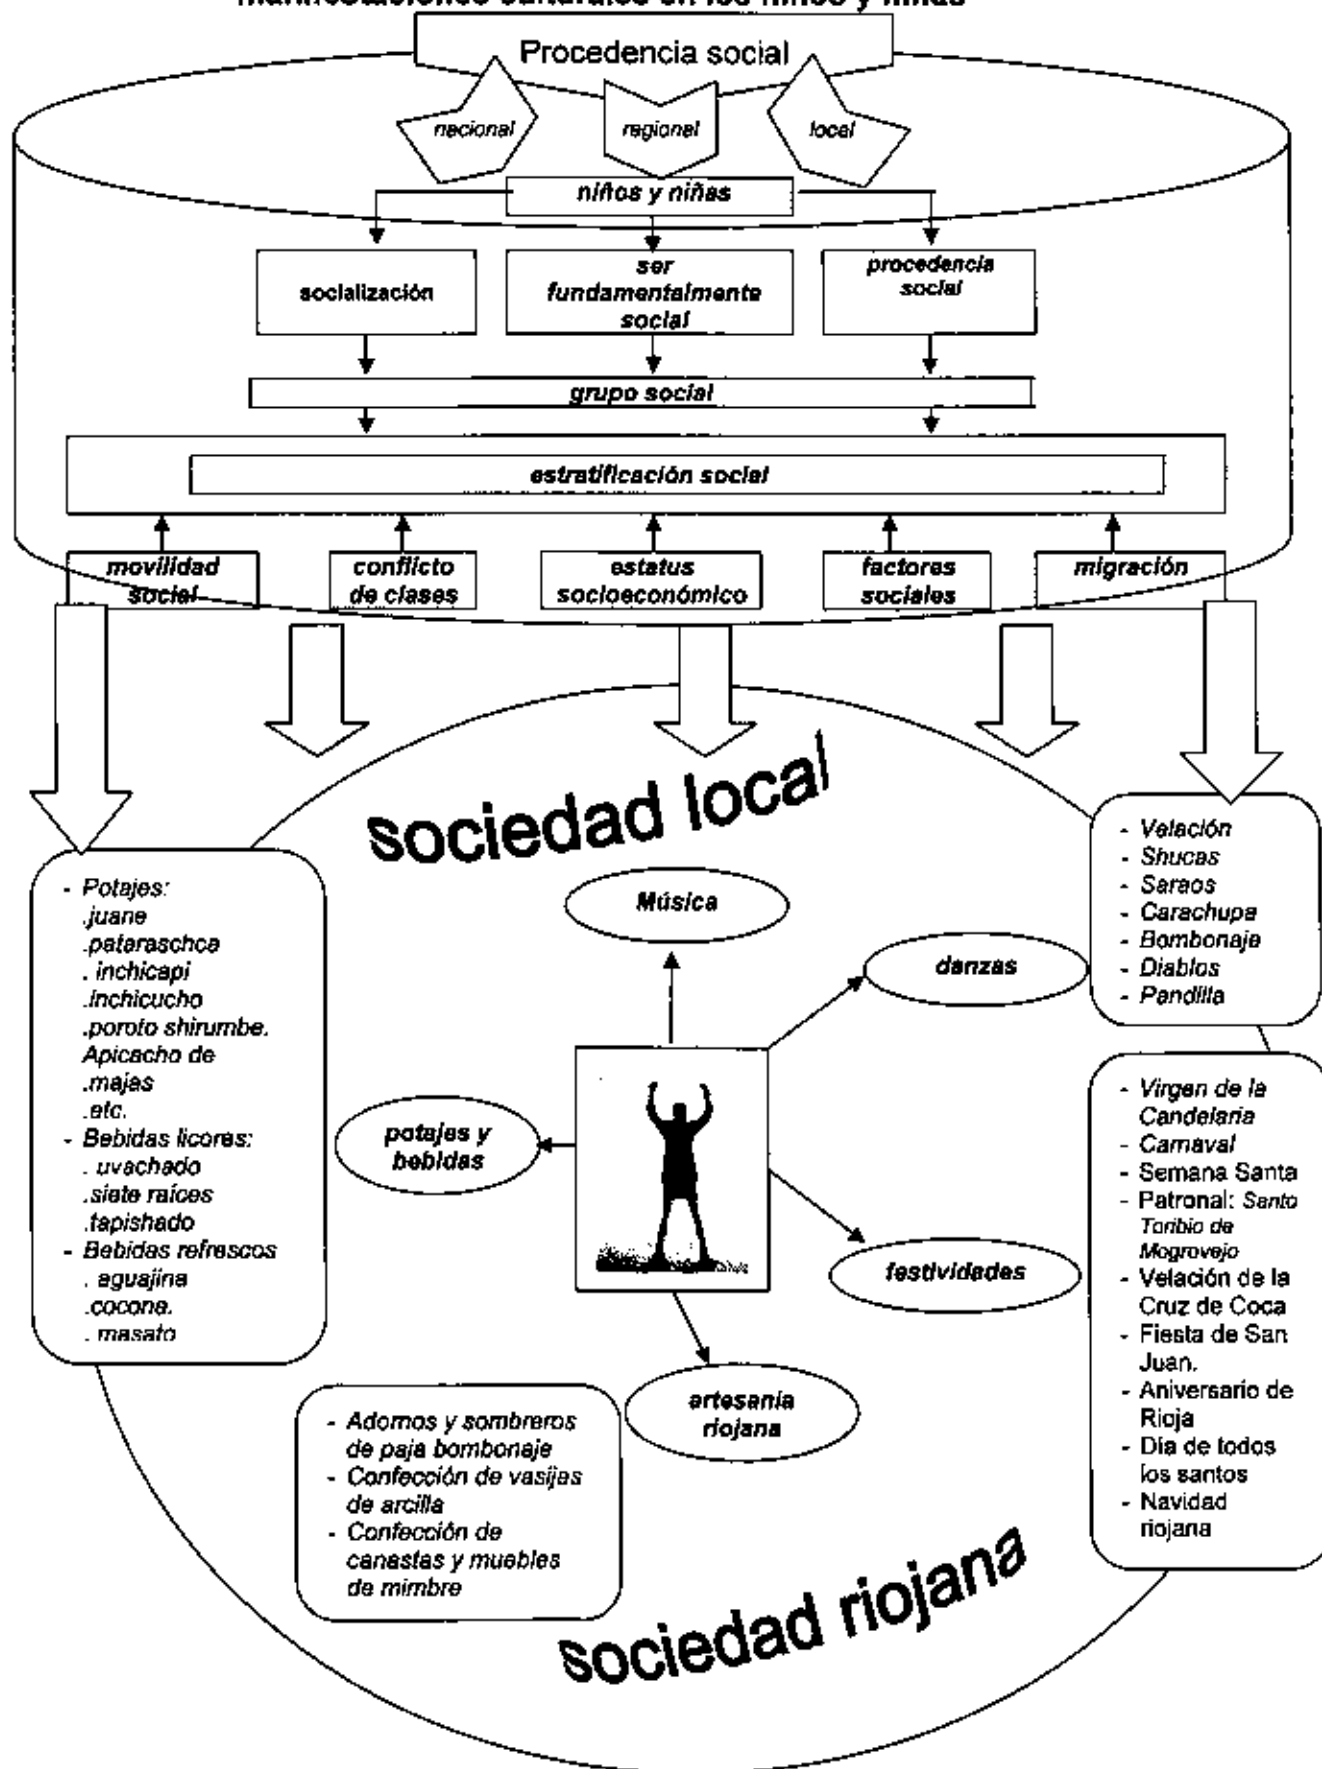 manifestaciones culturales en los niños y niñas
Procedencia social
nacional
regional
local
niños y niñas
socialización
ser
fundamentalmente
social
procedencia
social
grupo social
estratificación social
movilidad
social
conflicto
de clases
estatus
socioeconómico
factores
sociales
migración
sociedad local
- Potajes:
.juane
.pataraschca
. inchicapi
.inchicucho
.poroto shirumbe.
Apicacho de
.majas
.etc.
- Bebidas licores:
. uvachado
.siete raíces
.tapishado
- Bebidas refrescos
. aguajina
.cocona.
. masato
Música
danzas
potajes y
bebidas
festividades
artesanía
riojana
- Velación
- Shucas
- Saraos
- Carachupa
- Bombonaje
- Diablos
- Pandilla
- Virgen de la
Candelaria
- Carnaval
- Semana Santa
- Patronal: Santo
Toribio de
Mogrovejo
- Velación de la
Cruz de Coca
- Fiesta de San
Juan.
- Aniversario de
Rioja
- Día de todos
los santos
- Navidad
riojana
- Adornos y sombreros
de paja bombonaje
- Confección de vasijas
de arcilla
- Confección de
canastas y muebles
de mimbre
sociedad riojana